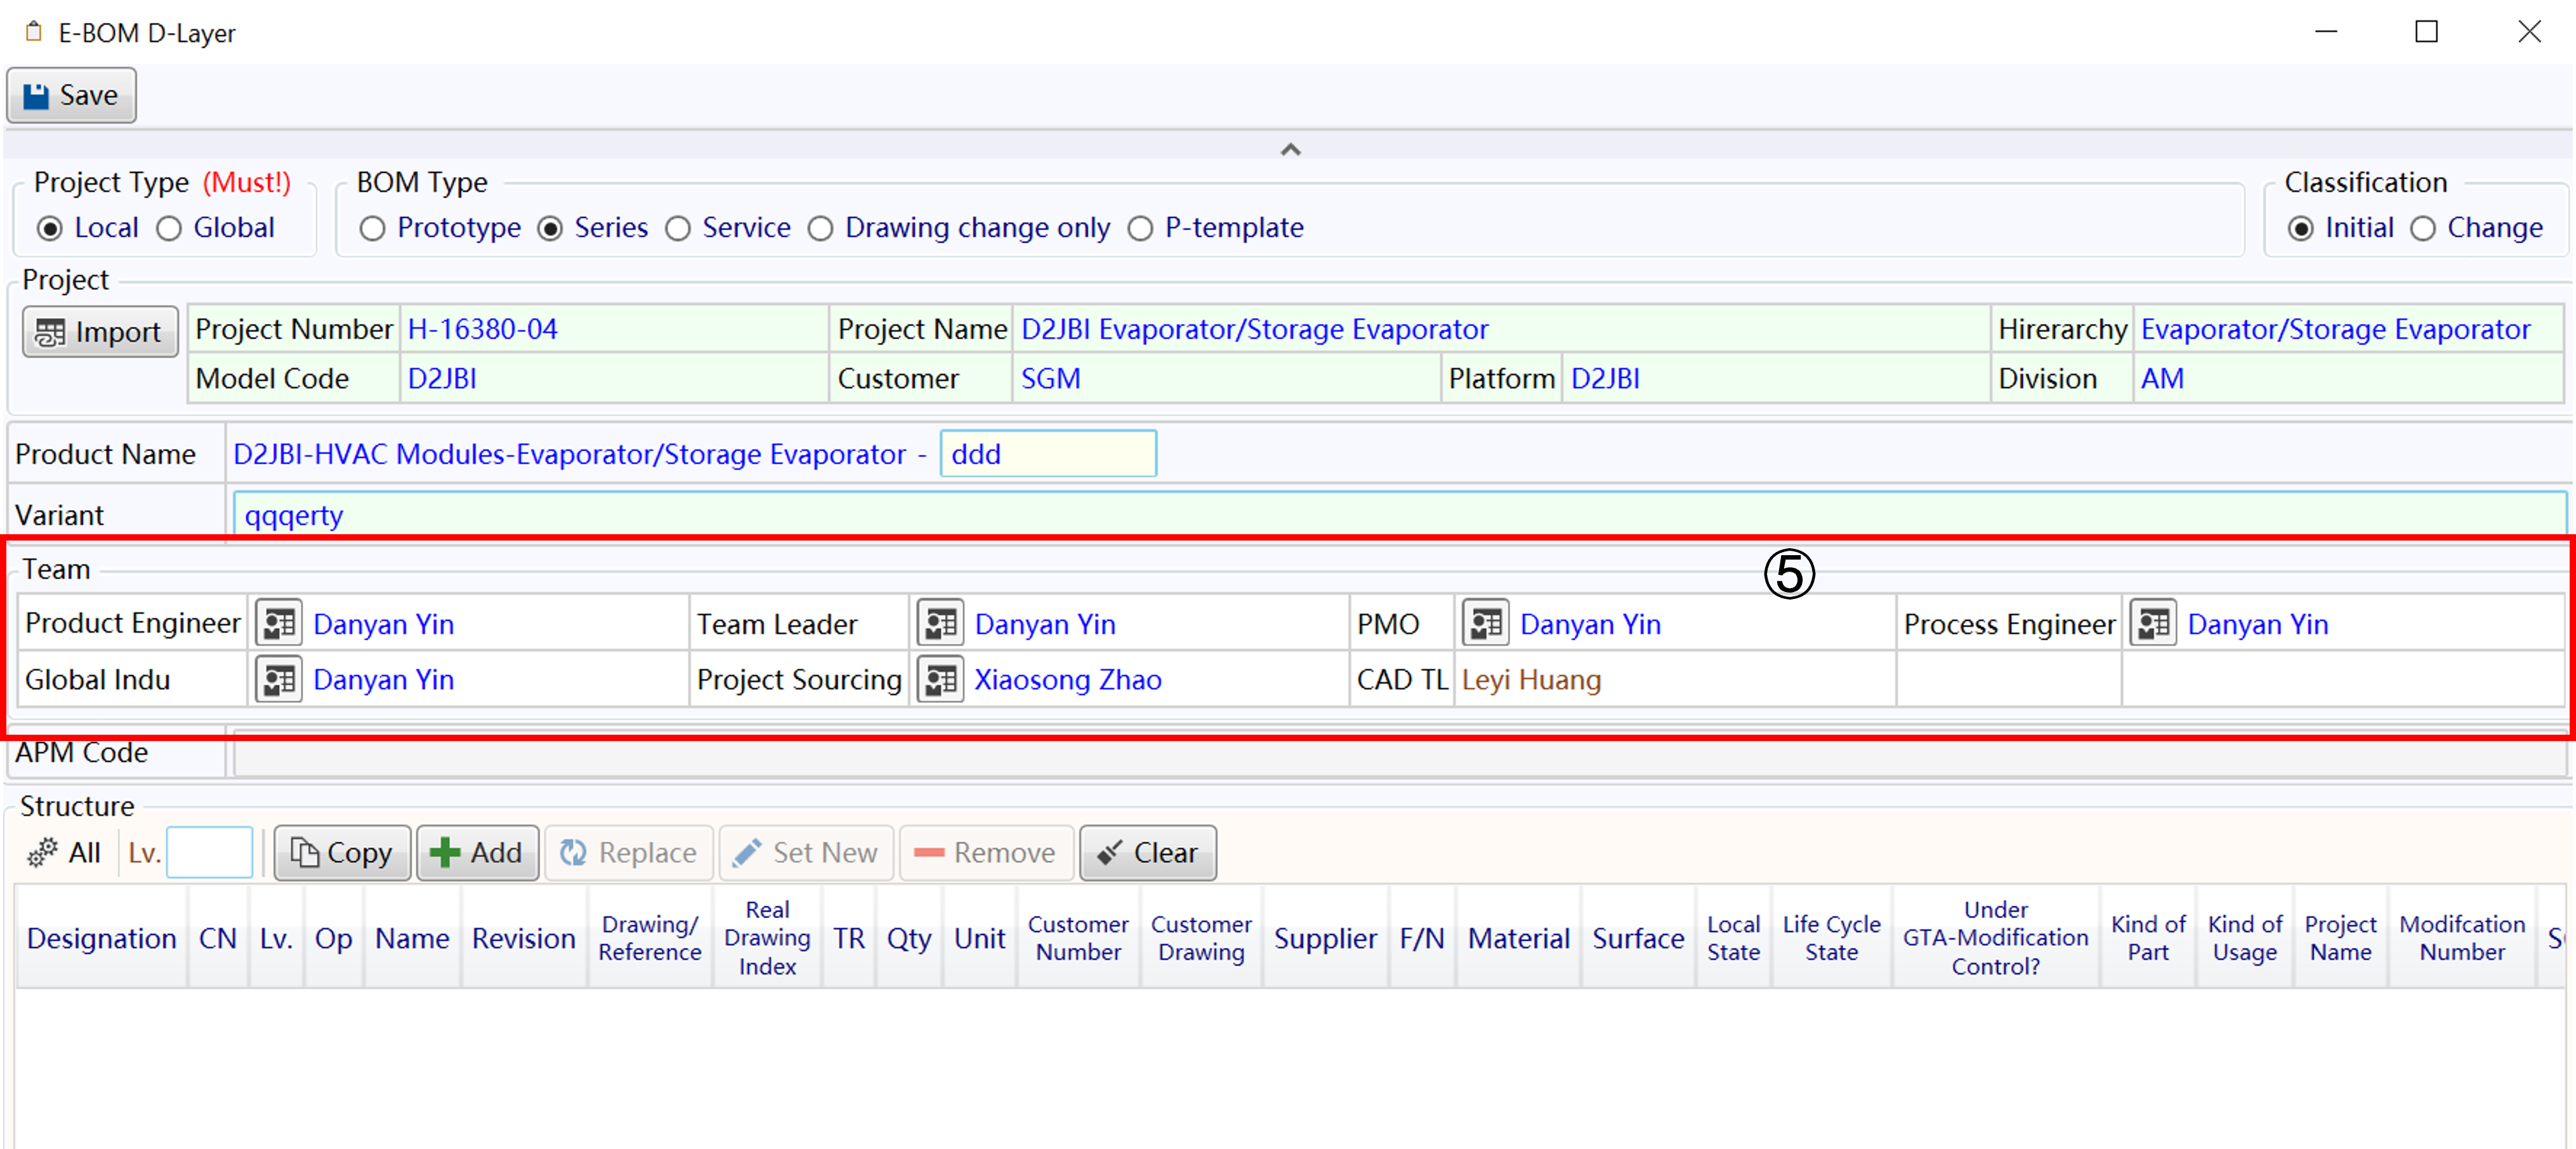 E-BOM D-Layer
Save
Project Type (Must!) BOM Type Classification
Local Global Prototype Series Service Drawing change only P-template Initial Change
Project
Import Project Number H-16380-04 Project Name D2JBI Evaporator/Storage Evaporator Hirerarchy Evaporator/Storage Evaporator
Model Code D2JBI Customer SGM Platform D2JBI Division AM
Product Name D2JBI-HVAC Modules-Evaporator/Storage Evaporator - ddd
Variant qqqerty
Team ⑤
Product Engineer Danyan Yin Team Leader Danyan Yin PMO Danyan Yin Process Engineer Danyan Yin
Global Indu Danyan Yin Project Sourcing Xiaosong Zhao CAD TL Leyi Huang
APM Code
Structure
All Lv. Copy Add Replace Set New Remove Clear
Designation CN Lv. Op Name Revision Drawing/ Reference Real Drawing Index TR Qty Unit Customer Number Customer Drawing Supplier F/N Material Surface Local State Life Cycle State Under GTA-Modification Control? Kind of Part Kind of Usage Project Name Modifcation Number